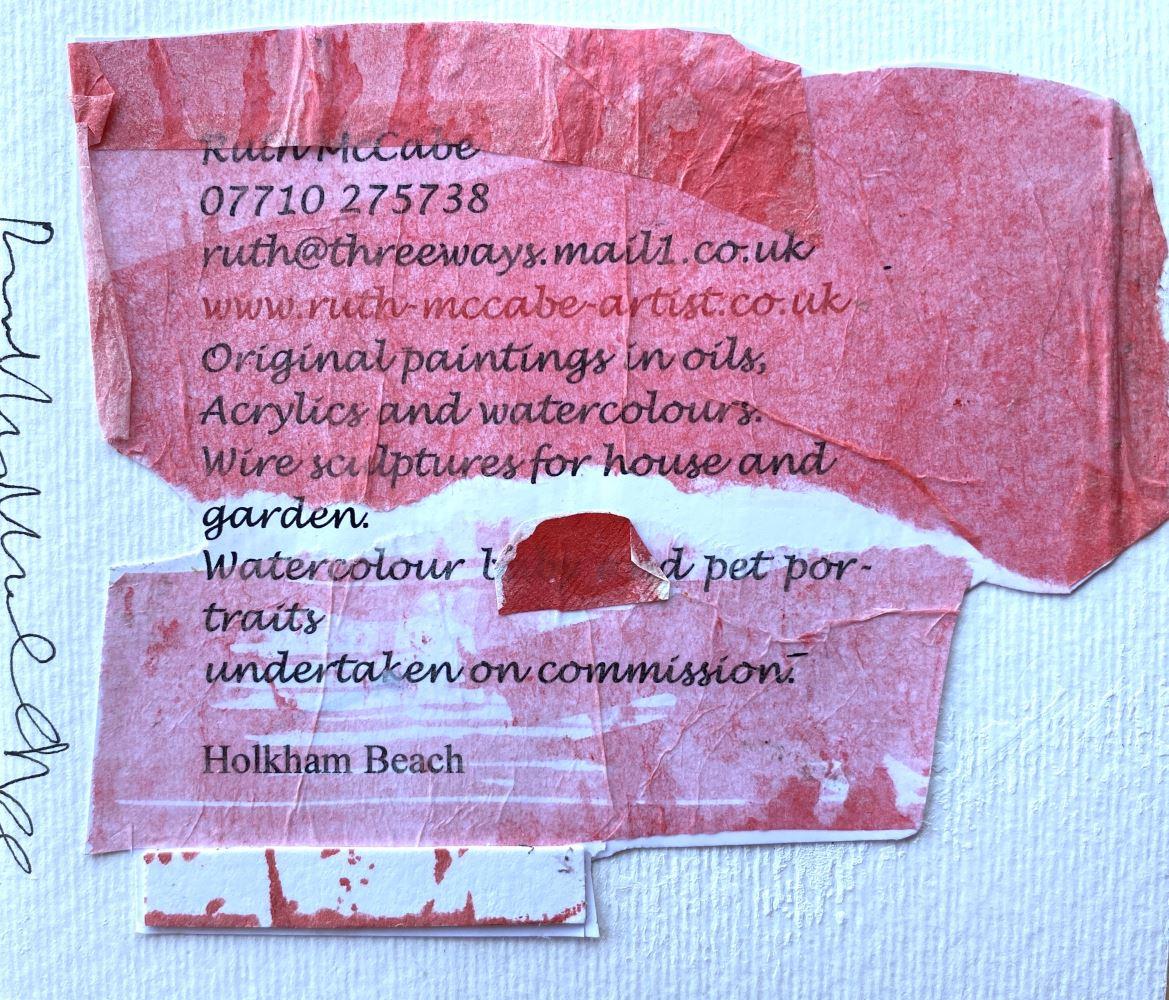 Ruth McCabe
07710 275738
ruth@threeways.mail1.co.uk
www.ruth-mccabe-artist.co.uk
Original paintings in oils,
Acrylics and watercolours.
Wire sculptures for house and
garden.
Watercolour pet por-
traits
undertaken on commission.
Holkham Beach